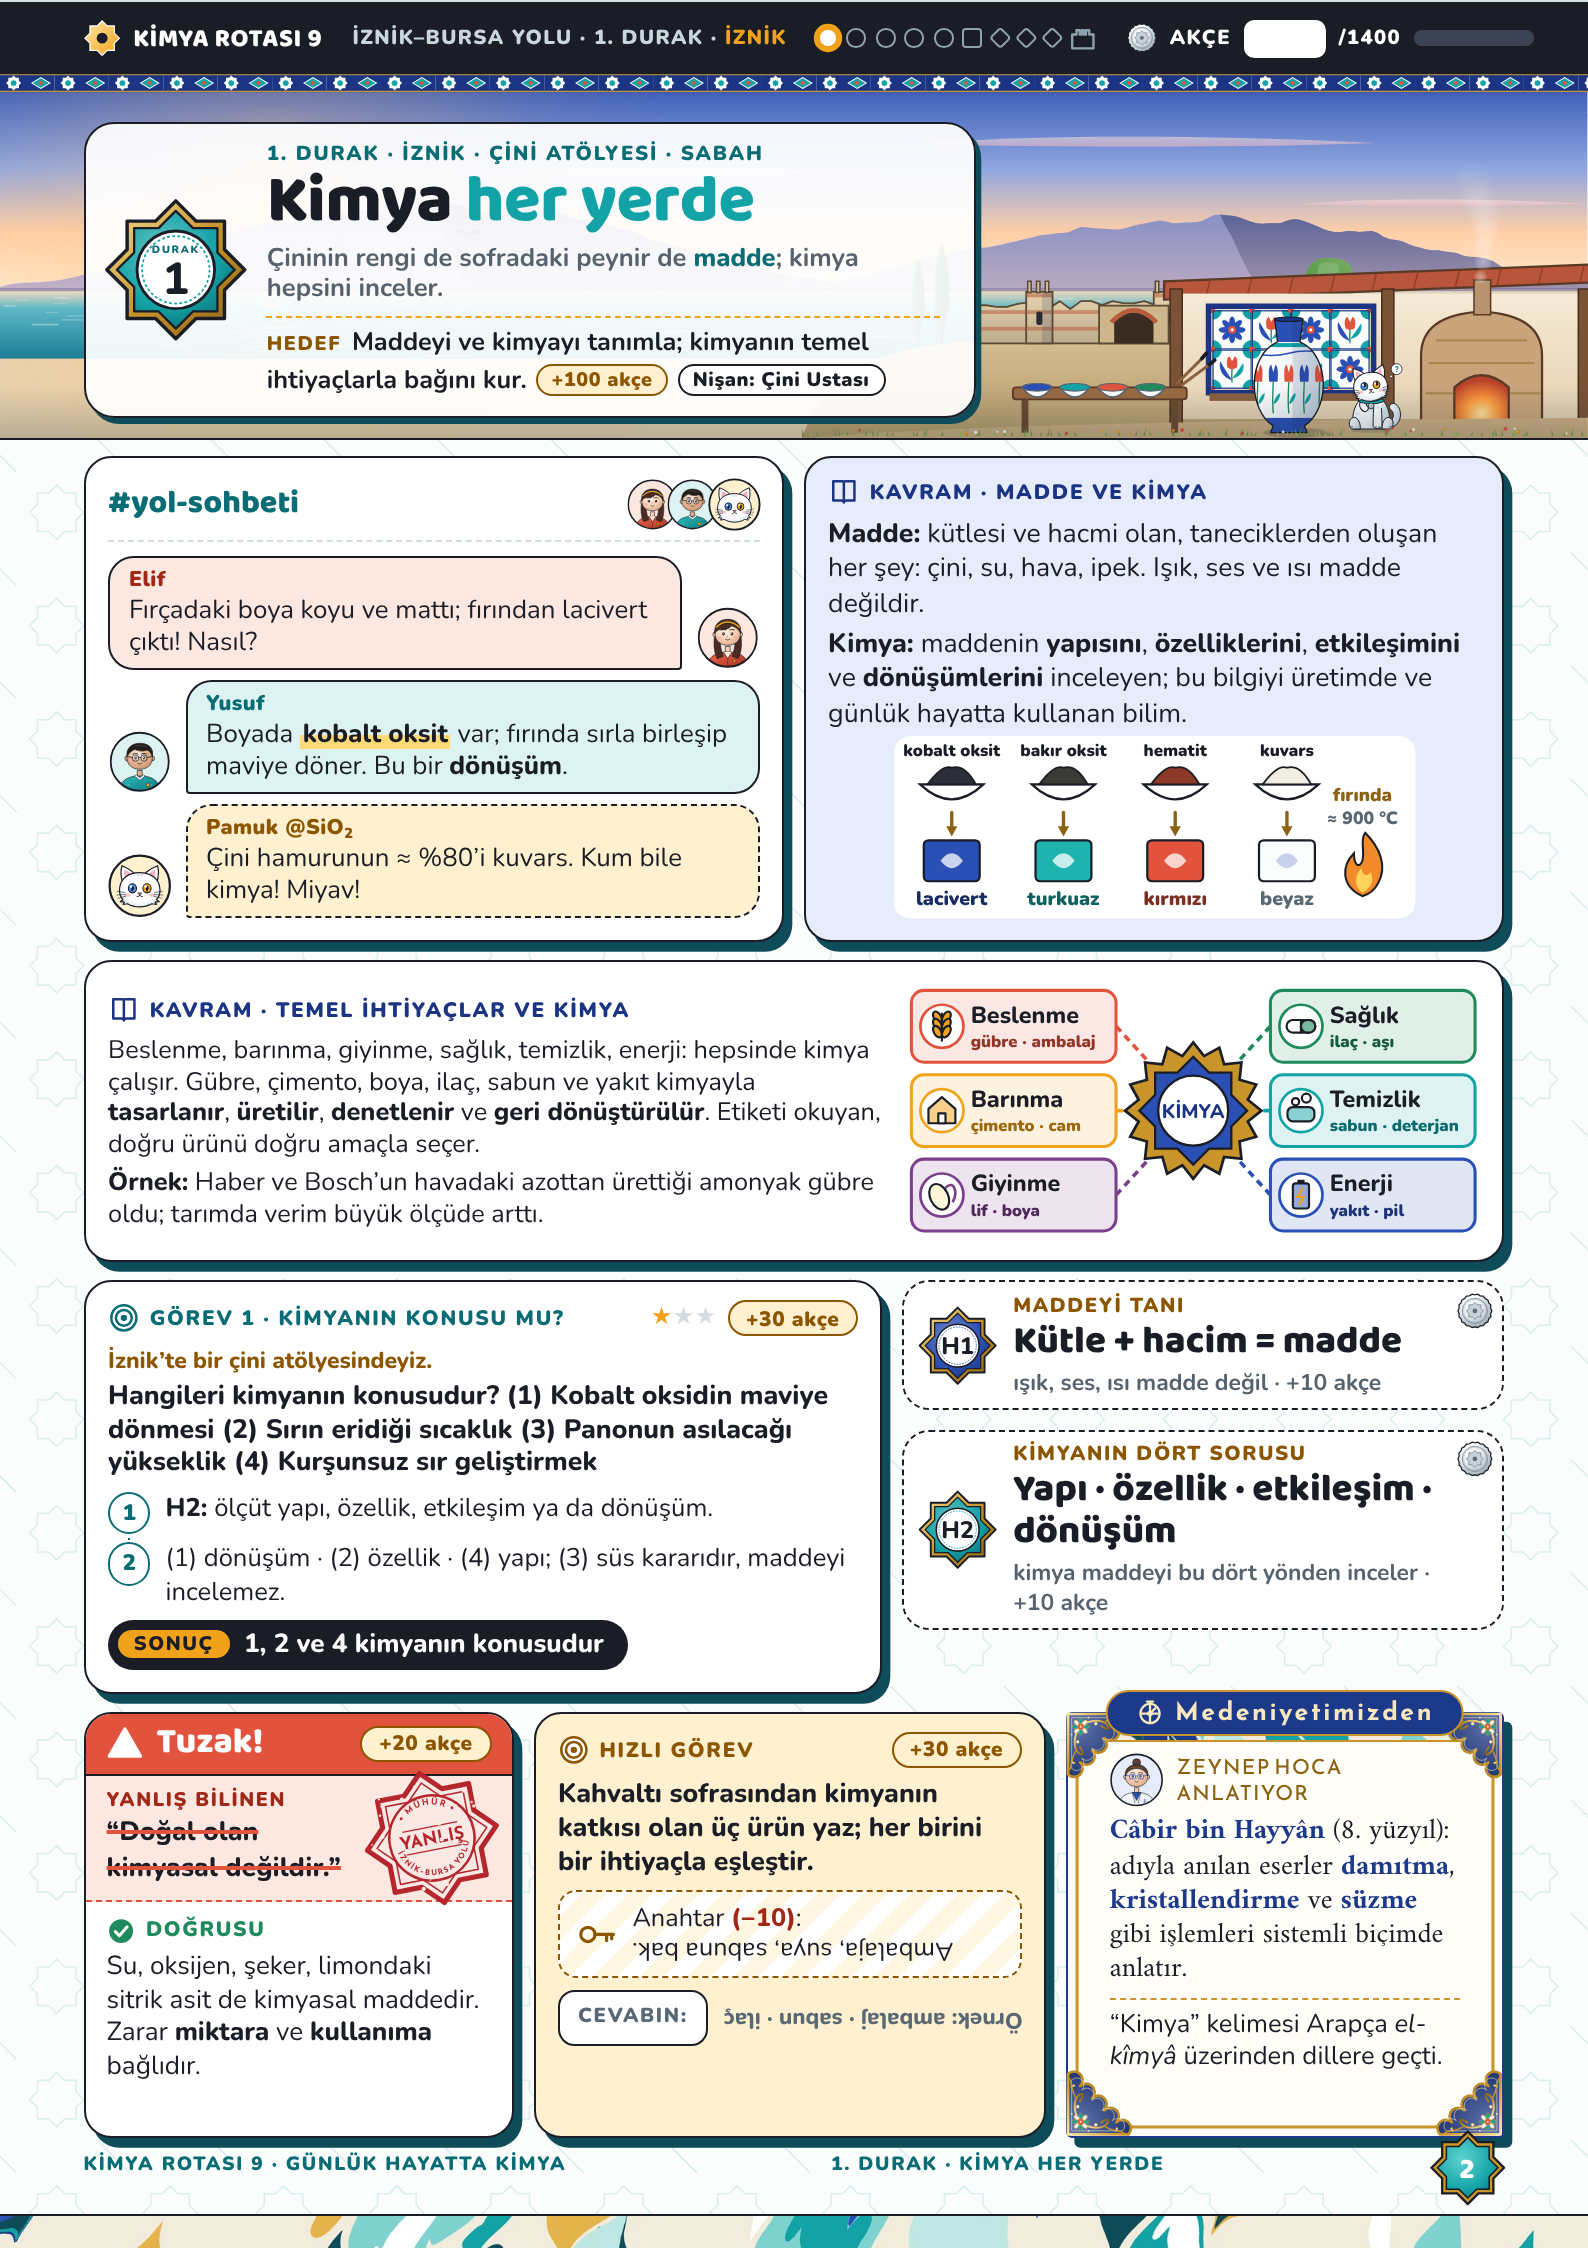 KİMYA ROTASI 9 İZNİK–BURSA YOLU · 1. DURAK · İZNİK AKÇE /1400
1. DURAK · İZNİK · ÇİNİ ATÖLYESİ · SABAH
Kimya her yerde
DURAK
1
Çininin rengi de sofradaki peynir de madde; kimya
hepsini inceler.
HEDEF Maddeyi ve kimyayı tanımla; kimyanın temel
ihtiyaçlarla bağını kur. +100 akçe Nişan: Çini Ustası
?
#yol-sohbeti
Elif
Fırçadaki boya koyu ve mattı; fırından lacivert
çıktı! Nasıl?
Yusuf
Boyada kobalt oksit var; fırında sırla birleşip
maviye döner. Bu bir dönüşüm.
Pamuk @SiO₂
Çini hamurunun ≈ %80’i kuvars. Kum bile
kimya! Miyav!
KAVRAM · MADDE VE KİMYA
Madde: kütlesi ve hacmi olan, taneciklerden oluşan
her şey: çini, su, hava, ipek. Işık, ses ve ısı madde
değildir.
Kimya: maddenin yapısını, özelliklerini, etkileşimini
ve dönüşümlerini inceleyen; bu bilgiyi üretimde ve
günlük hayatta kullanan bilim.
kobalt oksit bakır oksit hematit kuvars
fırında
≈ 900 °C
lacivert turkuaz kırmızı beyaz
KAVRAM · TEMEL İHTİYAÇLAR VE KİMYA
Beslenme, barınma, giyinme, sağlık, temizlik, enerji: hepsinde kimya
çalışır. Gübre, çimento, boya, ilaç, sabun ve yakıt kimyayla
tasarlanır, üretilir, denetlenir ve geri dönüştürülür. Etiketi okuyan,
doğru ürünü doğru amaçla seçer.
Örnek: Haber ve Bosch’un havadaki azottan ürettiği amonyak gübre
oldu; tarımda verim büyük ölçüde arttı.
Beslenme
gübre · ambalaj
Barınma
çimento · cam
Giyinme
lif · boya
KİMYA
Sağlık
ilaç · aşı
Temizlik
sabun · deterjan
Enerji
yakıt · pil
GÖREV 1 · KİMYANIN KONUSU MU? +30 akçe
İznik’te bir çini atölyesindeyiz.
Hangileri kimyanın konusudur? (1) Kobalt oksidin maviye
dönmesi (2) Sırın eridiği sıcaklık (3) Panonun asılacağı
yükseklik (4) Kurşunsuz sır geliştirmek
1 H2: ölçüt yapı, özellik, etkileşim ya da dönüşüm.
2 (1) dönüşüm · (2) özellik · (4) yapı; (3) süs kararıdır, maddeyi
incelemez.
SONUÇ 1, 2 ve 4 kimyanın konusudur
H1
MADDEYİ TANI
Kütle + hacim = madde
ışık, ses, ısı madde değil · +10 akçe
H2
KİMYANIN DÖRT SORUSU
Yapı · özellik · etkileşim ·
dönüşüm
kimya maddeyi bu dört yönden inceler ·
+10 akçe
Tuzak! +20 akçe
YANLIŞ BİLİNEN
“Doğal olan
kimyasal değildir.”
MÜHÜR
YANLIŞ
İZNİK-BURSA YOLU
DOĞRUSU
Su, oksijen, şeker, limondaki
sitrik asit de kimyasal maddedir.
Zarar miktara ve kullanıma
bağlıdır.
HIZLI GÖREV +30 akçe
Kahvaltı sofrasından kimyanın
katkısı olan üç ürün yaz; her birini
bir ihtiyaçla eşleştir.
Anahtar (−10):
Ambalaja, suya, sabuna bak.
CEVABIN: Örnek: ambalaj · sabun · ilaç
Medeniyetimizden
ZEYNEP HOCA
ANLATIYOR
Câbir bin Hayyân (8. yüzyıl):
adıyla anılan eserler damıtma,
kristallendirme ve süzme
gibi işlemleri sistemli biçimde
anlatır.
“Kimya” kelimesi Arapça el-
kîmyâ üzerinden dillere geçti.
KİMYA ROTASI 9 · GÜNLÜK HAYATTA KİMYA 1. DURAK · KİMYA HER YERDE 2